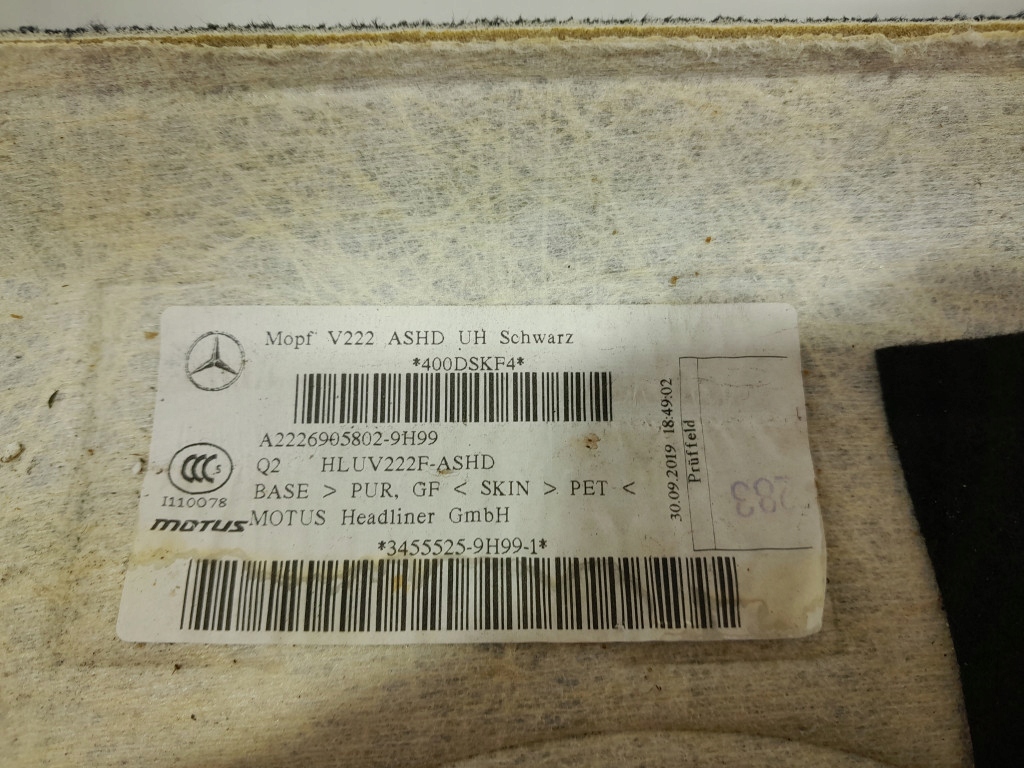 Mopf V222 ASHD UH Schwarz
*400DSKF4*
A2226905802-9H99
Q2 HLUV222F-ASHD
BASE > PUR, GF < SKIN > PET <
MOTUS Headliner GmbH
*3455525-9H99-1*
CCC S
I110078
MOTUS
30.09.2019 18:49:02
Prüffeld
283